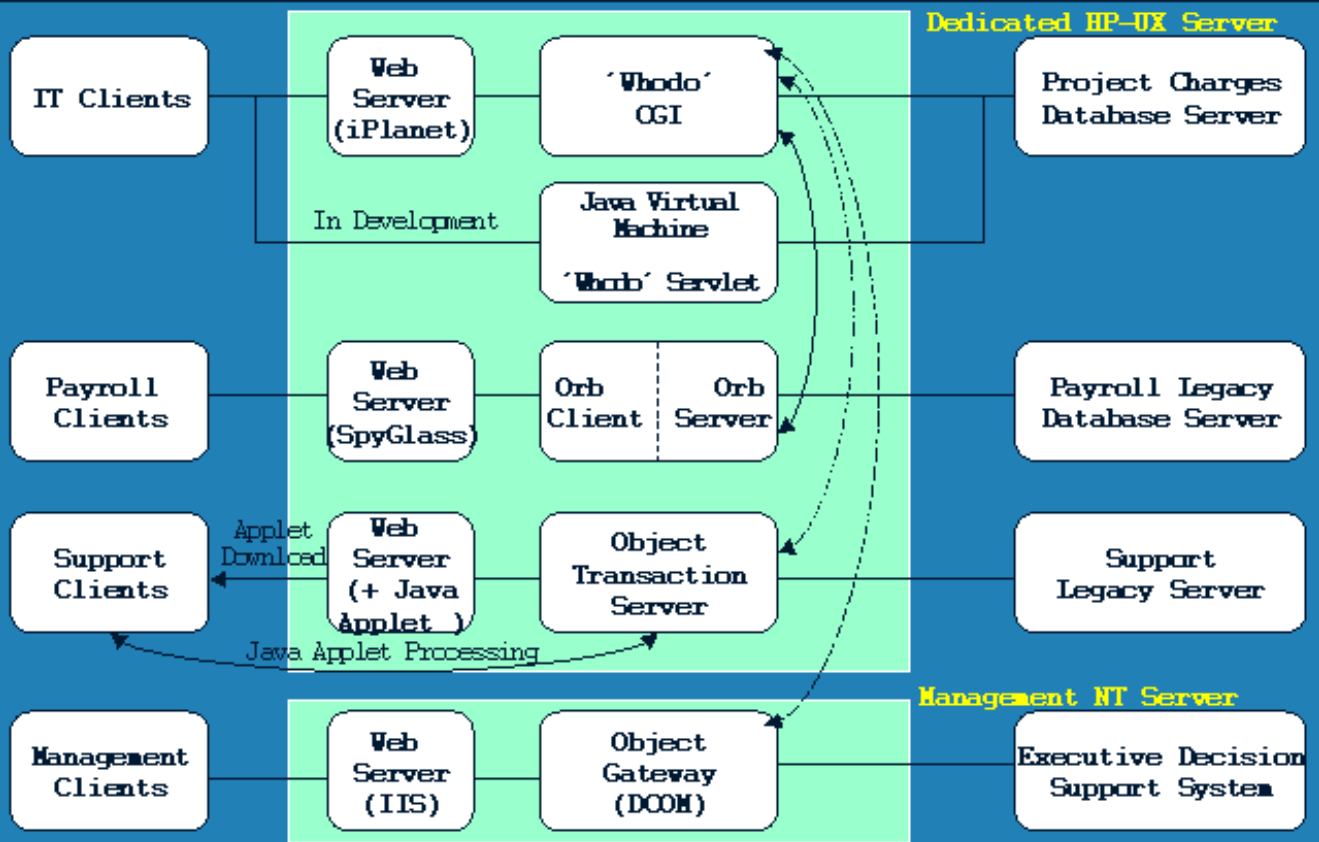 Dedicated HP-UX Server
IT Clients
Web
Server
(iPlanet)
´Whodo´
CGI
Project Charges
Database Server
In Development
Java Virtual
Machine
´Whodo´ Servlet
Payroll
Clients
Web
Server
(SpyGlass)
Orb
Client
Orb
Server
Payroll Legacy
Database Server
Support
Clients
Applet
Download
Web
Server
(+ Java
Applet )
Object
Transaction
Server
Support
Legacy Server
Java Applet Processing
Management NT Server
Management
Clients
Web
Server
(IIS)
Object
Gateway
(DCOM)
Executive Decision
Support System